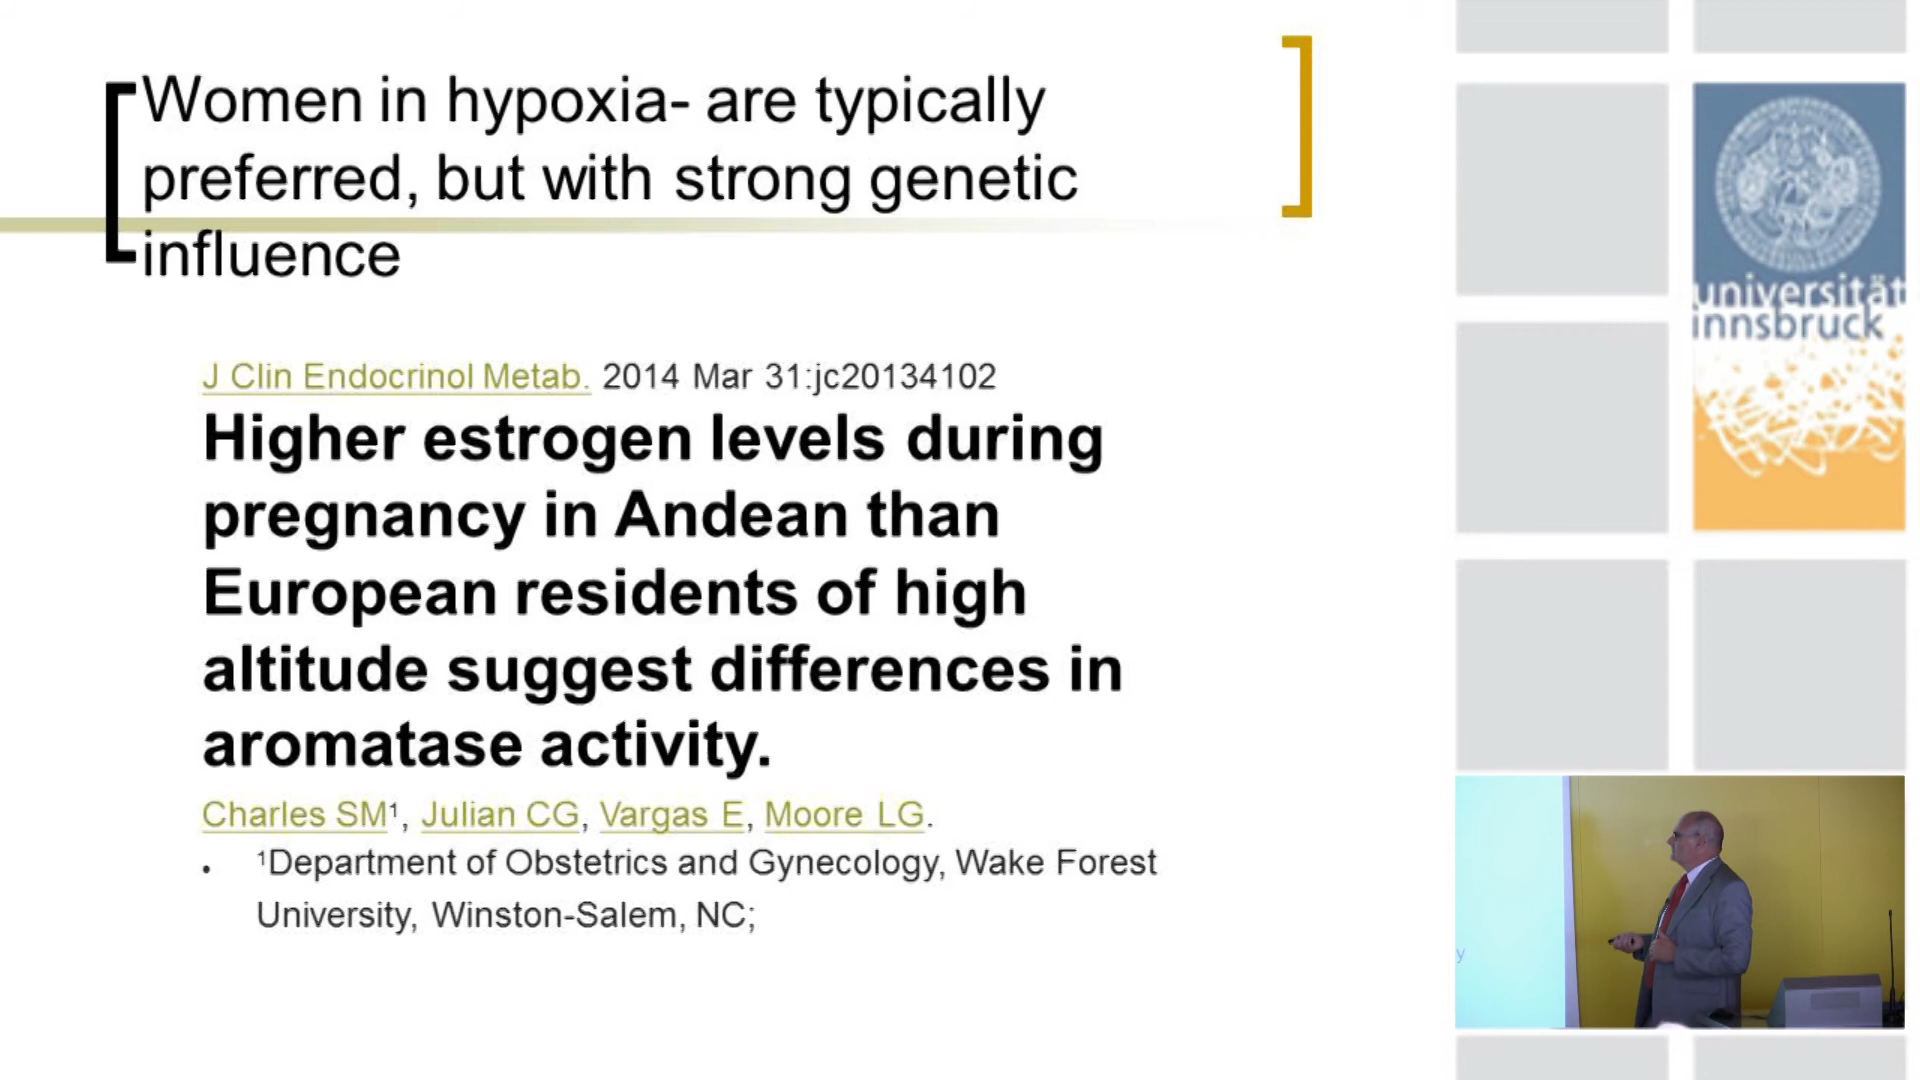 Women in hypoxia- are typically
preferred, but with strong genetic
influence
J Clin Endocrinol Metab. 2014 Mar 31:jc20134102
Higher estrogen levels during
pregnancy in Andean than
European residents of high
altitude suggest differences in
aromatase activity.
Charles SM¹, Julian CG, Vargas E, Moore LG.
• ¹Department of Obstetrics and Gynecology, Wake Forest
University, Winston-Salem, NC;
universität
innsbruck
y